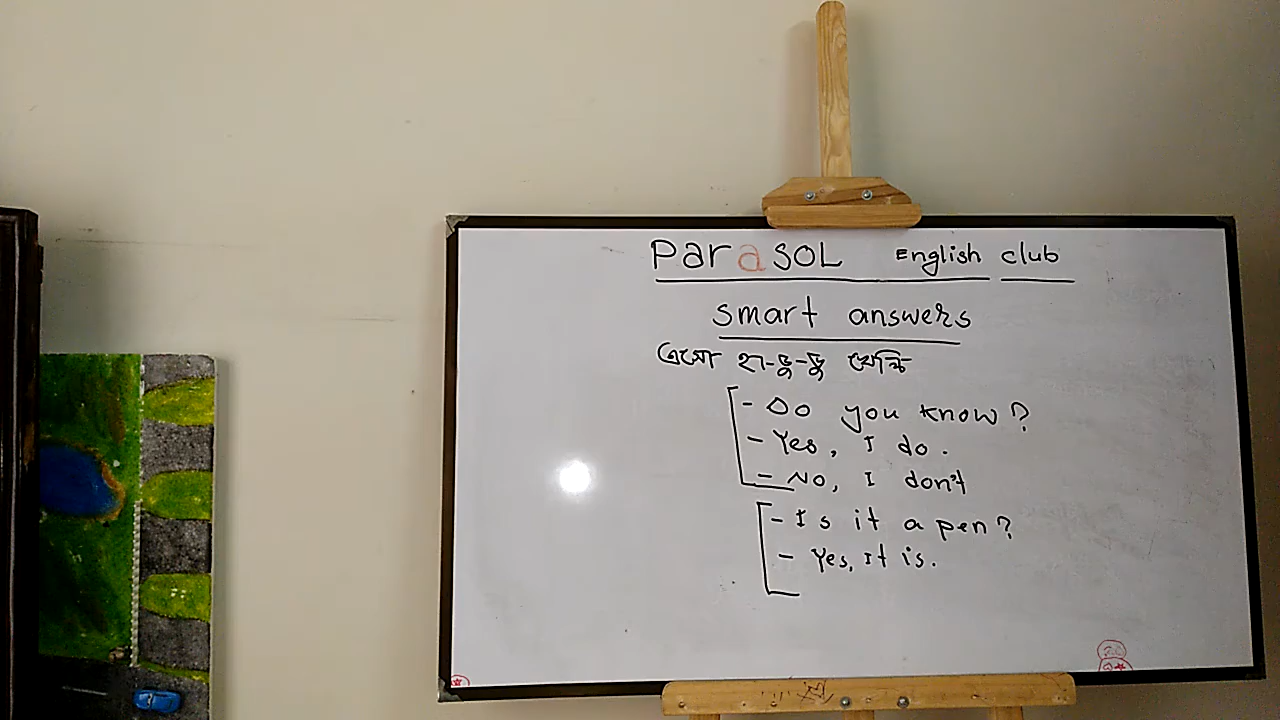 ParasOL English club
smart answers
এসো হা-ডু-ডু খেলি
- Do you know?
- Yes, I do.
- No, I don't
- Is it a pen?
- Yes, It is.